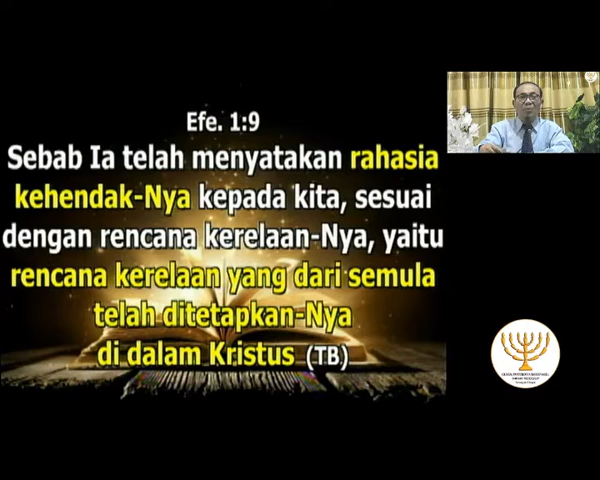 Efe. 1:9
Sebab Ia telah menyatakan rahasia
kehendak-Nya kepada kita, sesuai
dengan rencana kerelaan-Nya, yaitu
rencana kerelaan yang dari semula
telah ditetapkan-Nya
di dalam Kristus (TB)